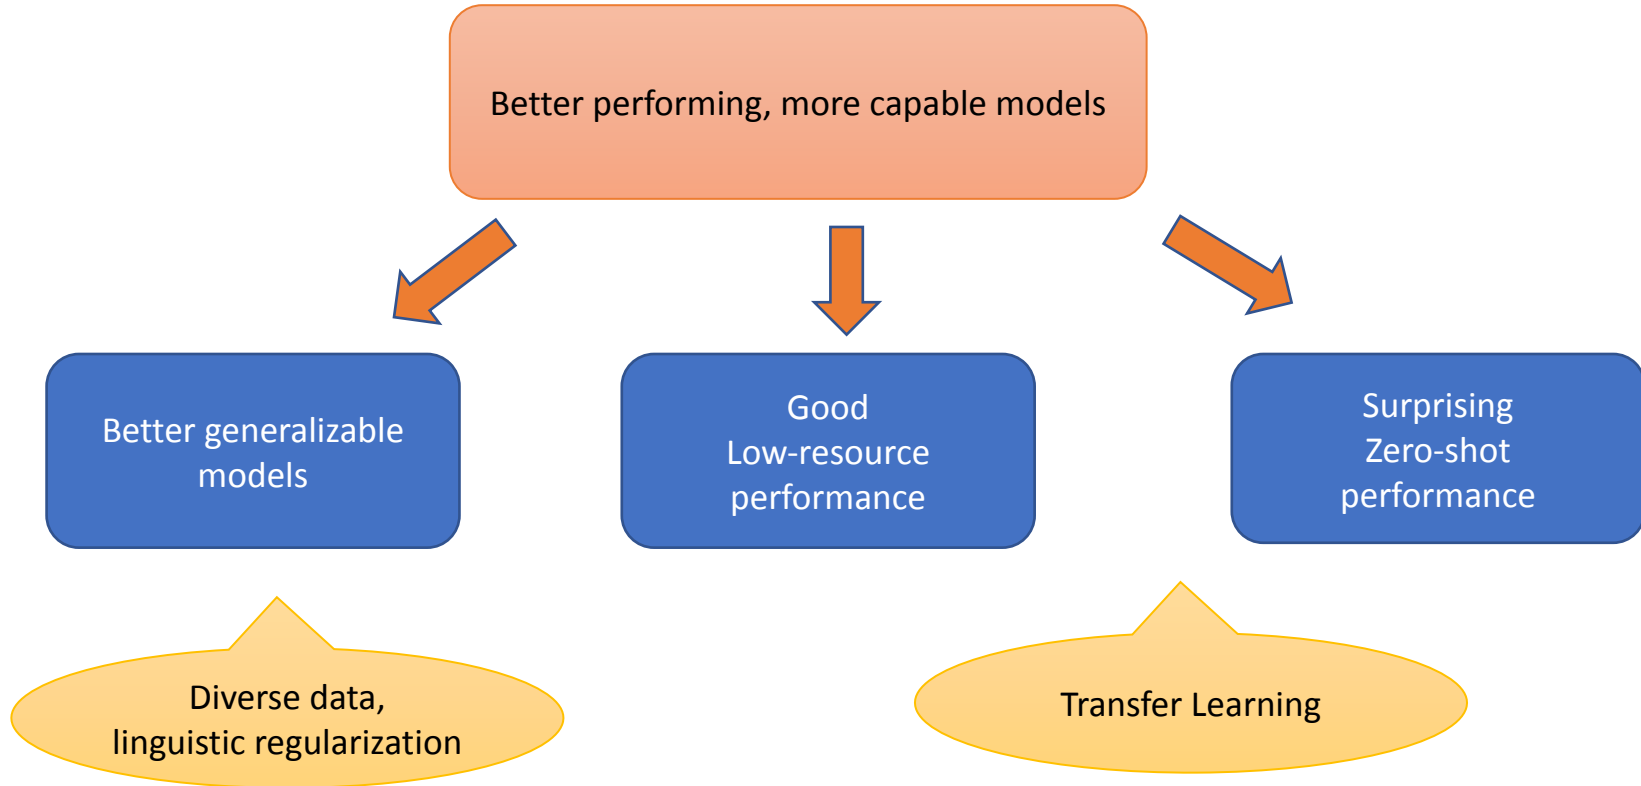 Better performing, more capable models
Better generalizable
models
Good
Low-resource
performance
Surprising
Zero-shot
performance
Diverse data,
linguistic regularization
Transfer Learning